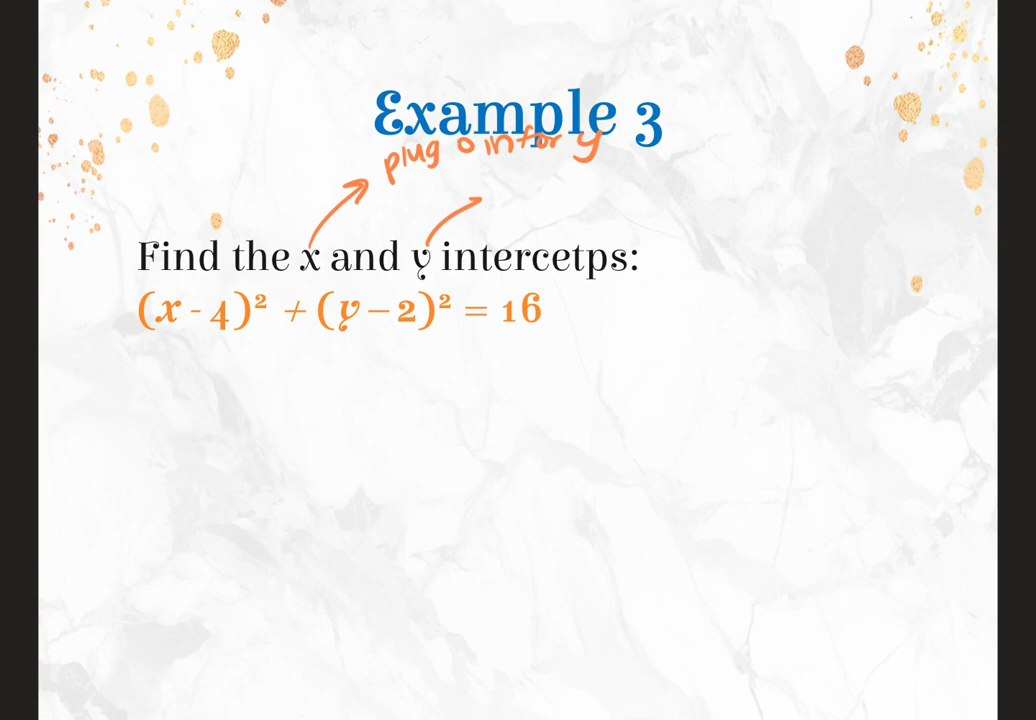 Example 3
plug 0 in for y
Find the x and y intercetps:
(x - 4)² + (y – 2)² = 16